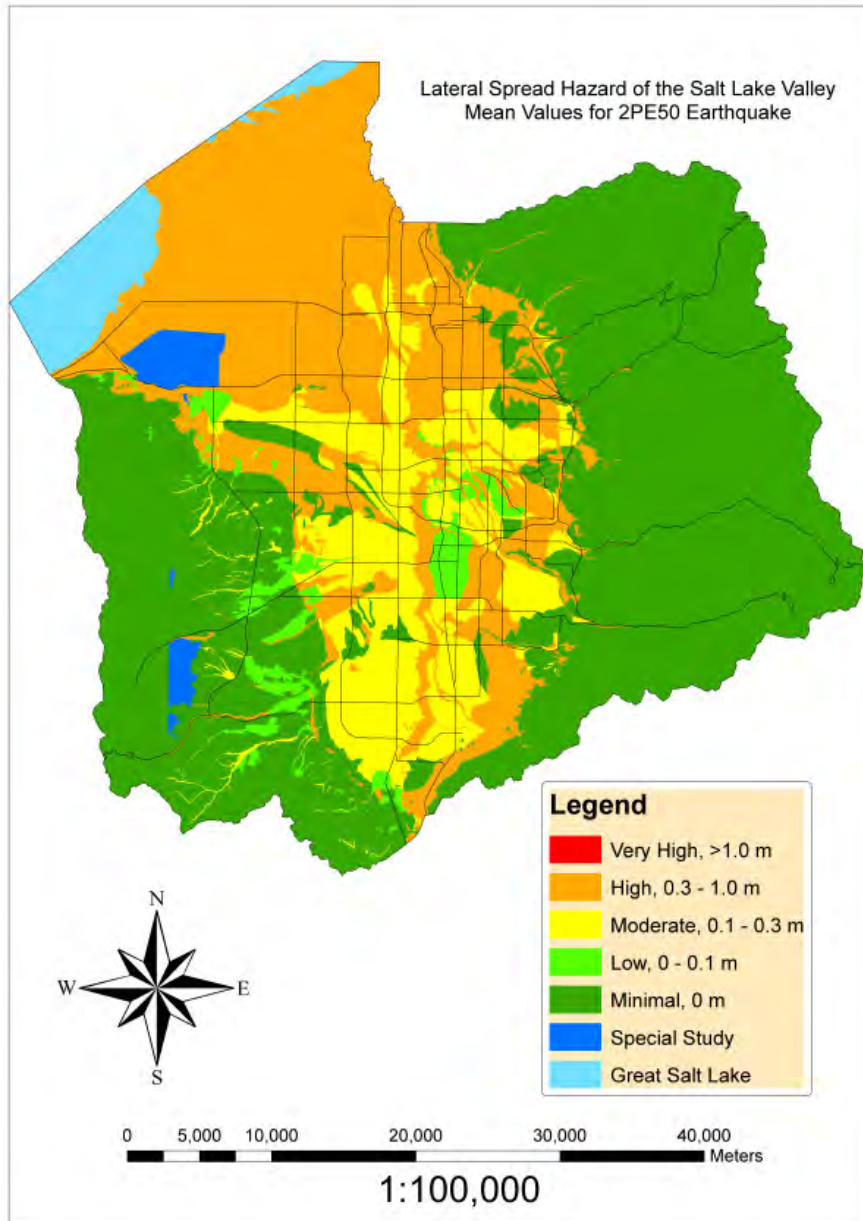 Lateral Spread Hazard of the Salt Lake Valley
Mean Values for 2PE50 Earthquake
Legend
Very High, >1.0 m
High, 0.3 - 1.0 m
Moderate, 0.1 - 0.3 m
Low, 0 - 0.1 m
Minimal, 0 m
Special Study
Great Salt Lake
N
W E
S
0 5,000 10,000 20,000 30,000 40,000
Meters
1:100,000